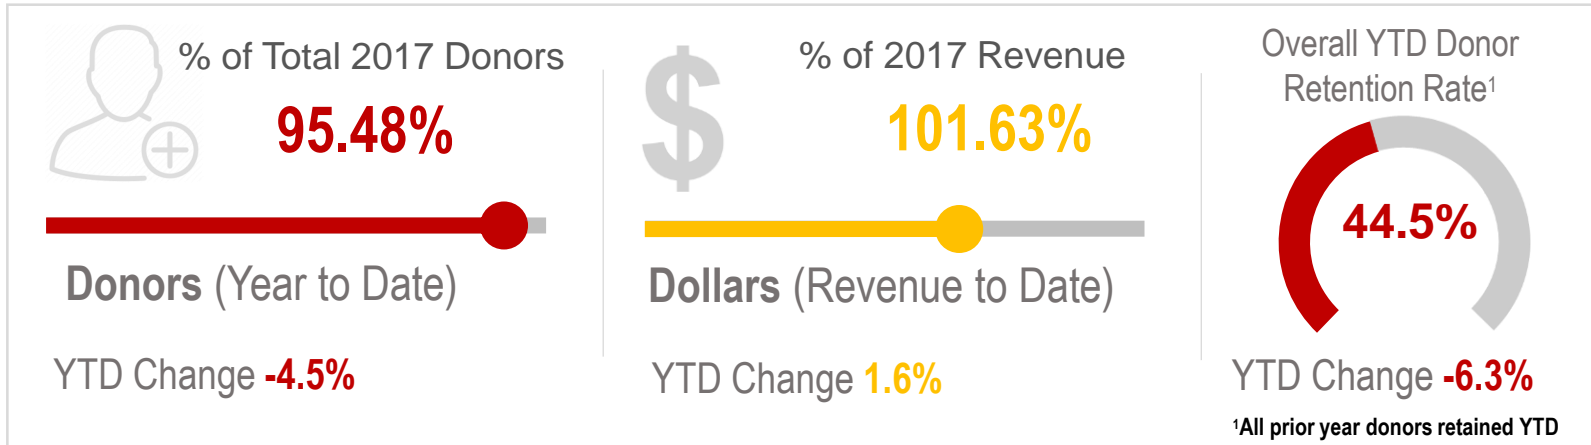 % of Total 2017 Donors
95.48%
Donors (Year to Date)
YTD Change -4.5%
$
% of 2017 Revenue
101.63%
Dollars (Revenue to Date)
YTD Change 1.6%
Overall YTD Donor
Retention Rate¹
44.5%
YTD Change -6.3%
¹All prior year donors retained YTD